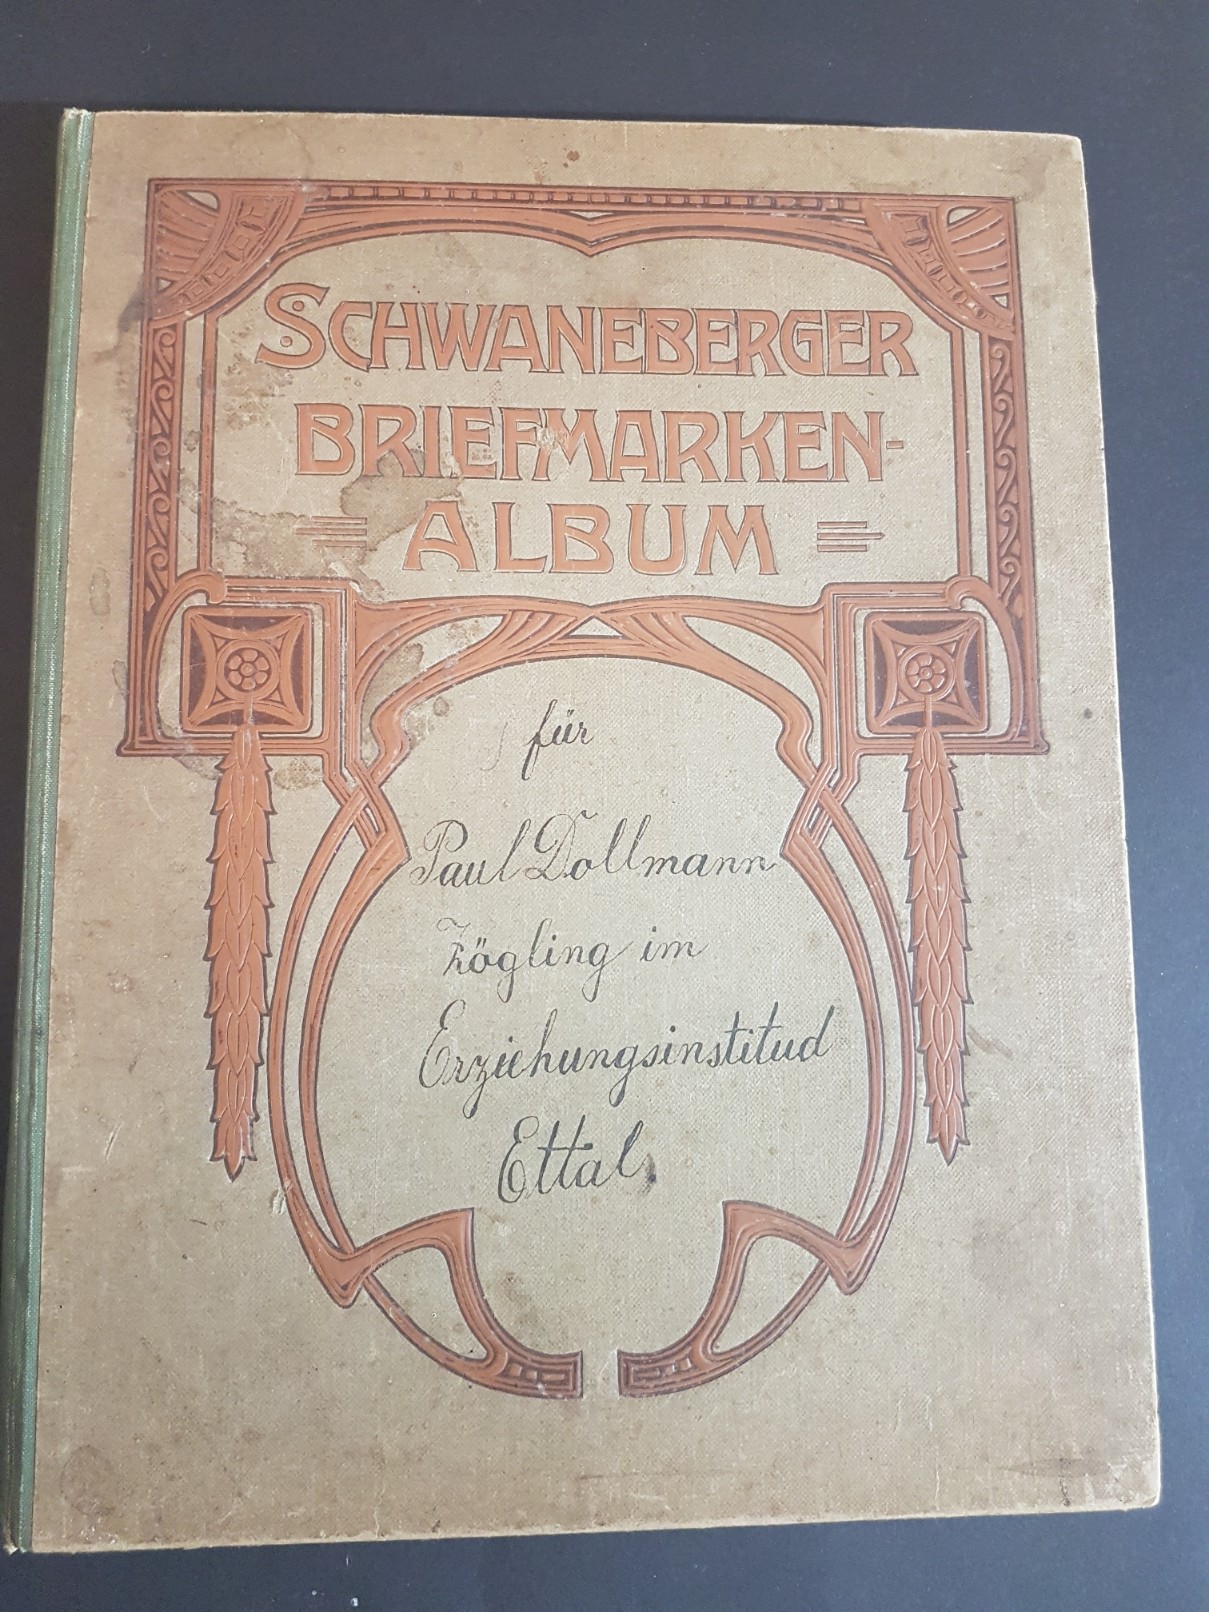 SCHWANEBERGER
BRIEFMARKEN-
ALBUM
für
Paul Dollmann
Zögling im
Erziehungsinstitud
Ettal.